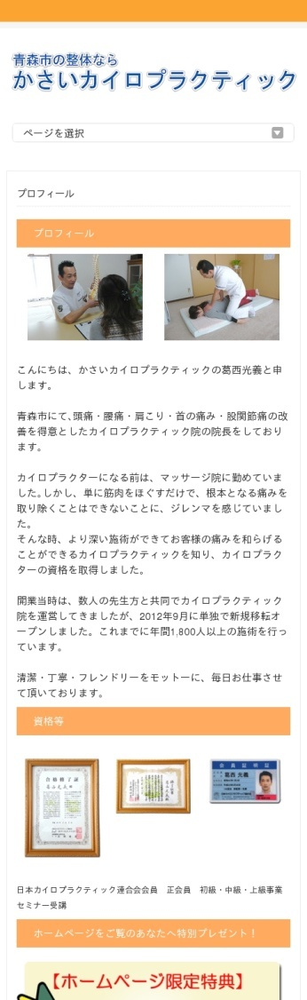 青森市の整体なら
かさいカイロプラクティック
ページを選択
プロフィール
プロフィール
こんにちは、かさいカイロプラクティックの葛西光義と申
します。
青森市にて､頭痛・腰痛・肩こり・首の痛み・股関節痛の改
善を得意としたカイロプラクティック院の院長をしており
ます。
カイロプラクターになる前は、マッサージ院に勤めていま
した｡しかし、単に筋肉をほぐすだけで、根本となる痛みを
取り除くことはできないことに、ジレンマを感じていまし
た。
そんな時、より深い施術ができてお客様の痛みを和らげる
ことができるカイロプラクティックを知り、カイロプラク
ターの資格を取得しました。
開業当時は、数人の先生方と共同でカイロプラクティック
院を運営してきましたが、2012年9月に単独で新規移転オ
ープンしました。これまでに年間1,800人以上の施術を行っ
ています。
清潔・丁寧・フレンドリーをモットーに、毎日お仕事させ
て頂いております。
資格等
合格修了証
会員証明証
葛西 光義
日本カイロプラクティック連合会会員　正会員　初級・中級・上級事業
セミナー受講
ホームページをご覧のあなたへ特別プレゼント！
【ホームページ限定特典】